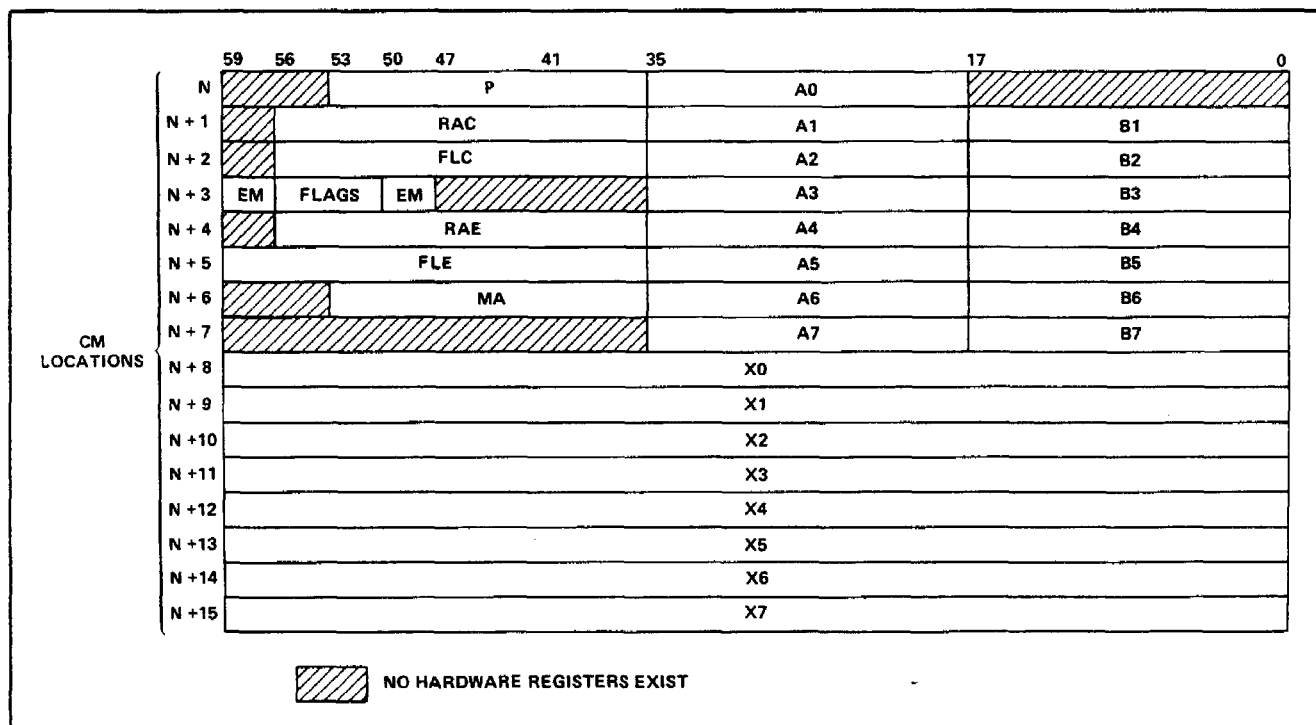 59 56 53 50 47 41 35 17 0
N P A0
N + 1 RAC A1 B1
N + 2 FLC A2 B2
N + 3 EM FLAGS EM A3 B3
N + 4 RAE A4 B4
N + 5 FLE A5 B5
N + 6 MA A6 B6
N + 7 A7 B7
CM
LOCATIONS
N + 8 X0
N + 9 X1
N +10 X2
N +11 X3
N +12 X4
N +13 X5
N +14 X6
N +15 X7
NO HARDWARE REGISTERS EXIST